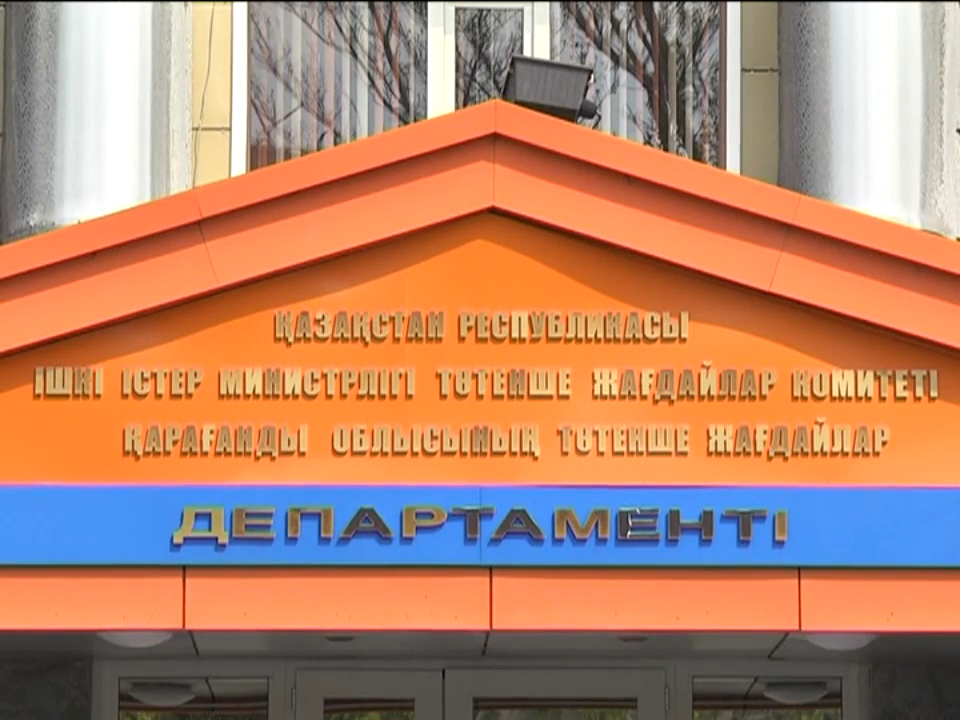 ҚАЗАҚСТАН РЕСПУБЛИКАСЫ
ІШКІ ІСТЕР МИНИСТРЛІГІ ТӨТЕНШЕ ЖАҒДАЙЛАР КОМИТЕТІ
ҚАРАҒАНДЫ ОБЛЫСЫНЫҢ ТӨТЕНШЕ ЖАҒДАЙЛАР
ДЕПАРТАМЕНТІ